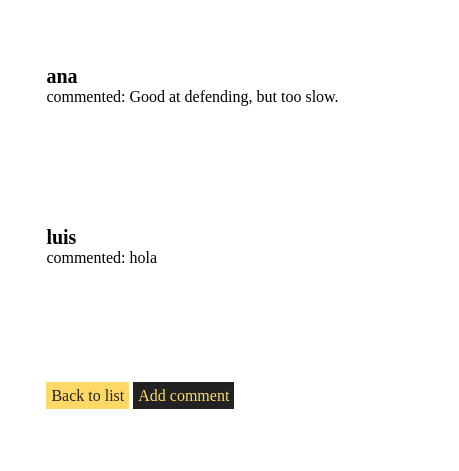 ana
commented: Good at defending, but too slow.
luis
commented: hola
Back to list Add comment